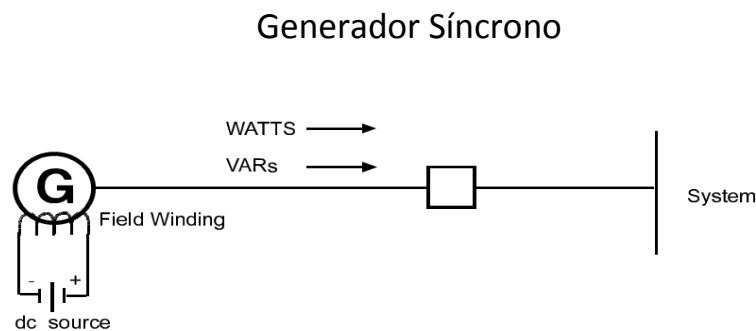 Generador Síncrono
WATTS
VARs
G
Field Winding
System
- +
dc source